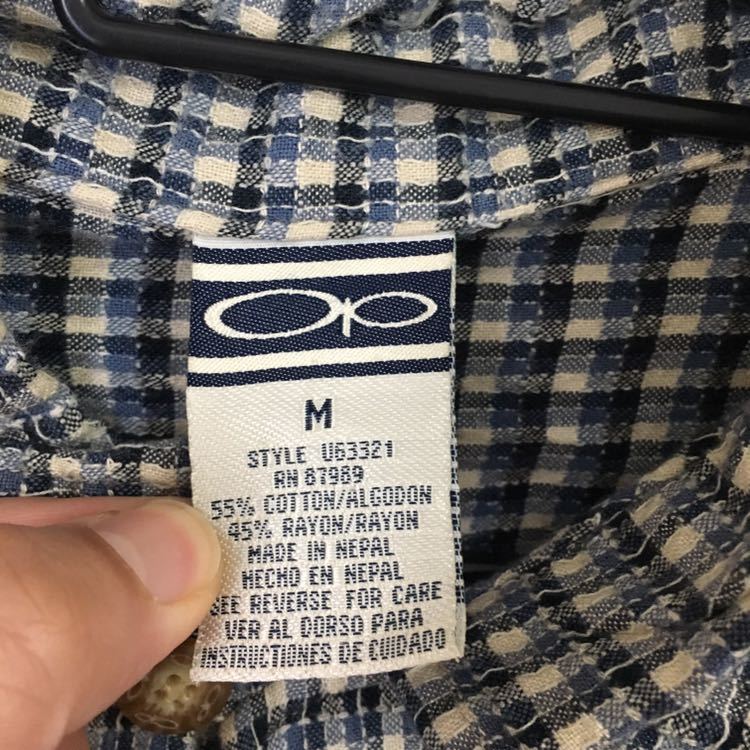 Op
M
STYLE U63321
RN 87989
55% COTTON/ALGODON
45% RAYON/RAYON
MADE IN NEPAL
HECHO EN NEPAL
SEE REVERSE FOR CARE
VER AL DORSO PARA
INSTRUCTIONES DE CUIDADO